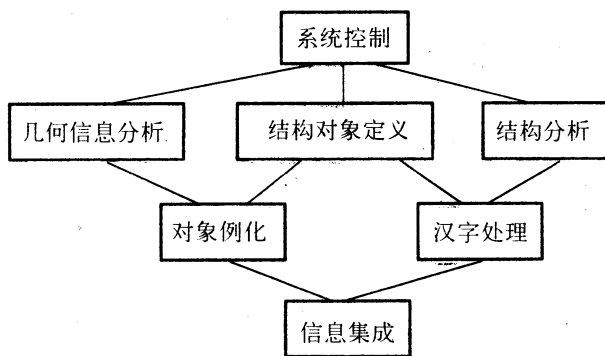 系统控制
几何信息分析
结构对象定义
结构分析
对象例化
汉字处理
信息集成